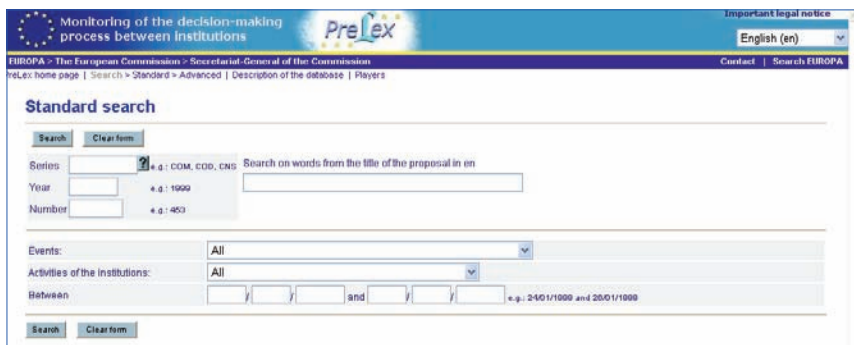 Important legal notice
Monitoring of the decision-making
process between institutions
PreLex
English (en)
EUROPA > The European Commission > Secretariat-General of the Commission
Contact | Search EUROPA
PreLex home page | Search > Standard > Advanced | Description of the database | Players
Standard search
Search Clear form
Series ? e.g.: COM, COD, CNS Search on words from the title of the proposal in en
Year e.g.: 1999
Number e.g.: 453
Events: All
Activities of the institutions: All
Between / / and / / e.g.: 24/01/1999 and 28/01/1999
Search Clear form